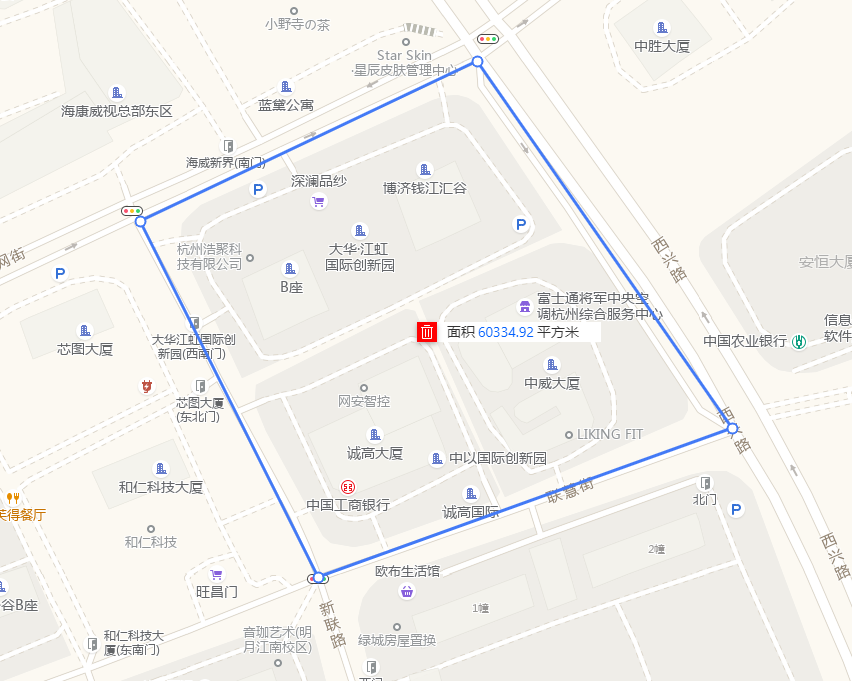 小野寺の茶
中胜大厦
Star Skin
·星辰皮肤管理中心
海康威视总部东区
蓝黛公寓
海威新界(南门)
深澜品纱
博济钱江汇谷
P
P
杭州浩聚科
技有限公司
大华·江虹
国际创新园
B座
网街
P
西兴路
安恒大厦
富士通将军中央空
调杭州综合服务中心
面积 60334.92 平方米
信息
软件
中国农业银行
大华江虹国际创
新园(西南门)
芯图大厦
中威大厦
网安智控
芯图大厦
(东北门)
LIKING FIT
西兴路
诚高大厦
中以国际创新园
和仁科技大厦
联慧街
中国工商银行
诚高国际
北门
P
芙得餐厅
和仁科技
2幢
西兴路
欧布生活馆
旺昌门
谷B座
1幢
新联路
音珈艺术(明
月江南校区)
绿城房屋置换
和仁科技大
厦(东南门)